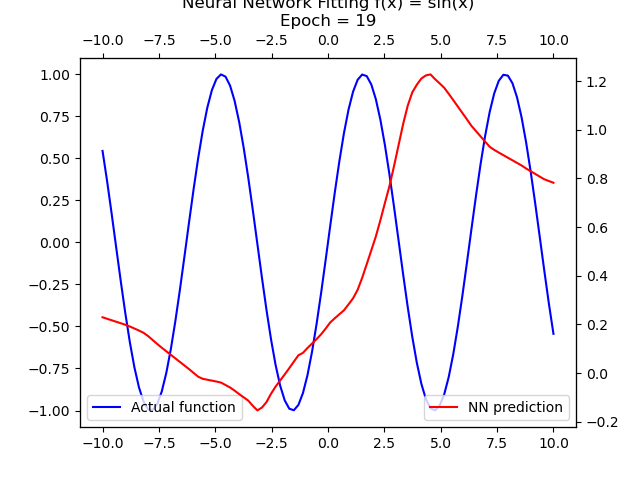 Neural Network Fitting f(x) = sin(x)
Epoch = 19
−10.0 −7.5 −5.0 −2.5 0.0 2.5 5.0 7.5 10.0
1.00
0.75
0.50
0.25
0.00
−0.25
−0.50
−0.75
−1.00
1.2
1.0
0.8
0.6
0.4
0.2
0.0
−0.2
Actual function
NN prediction
−10.0 −7.5 −5.0 −2.5 0.0 2.5 5.0 7.5 10.0